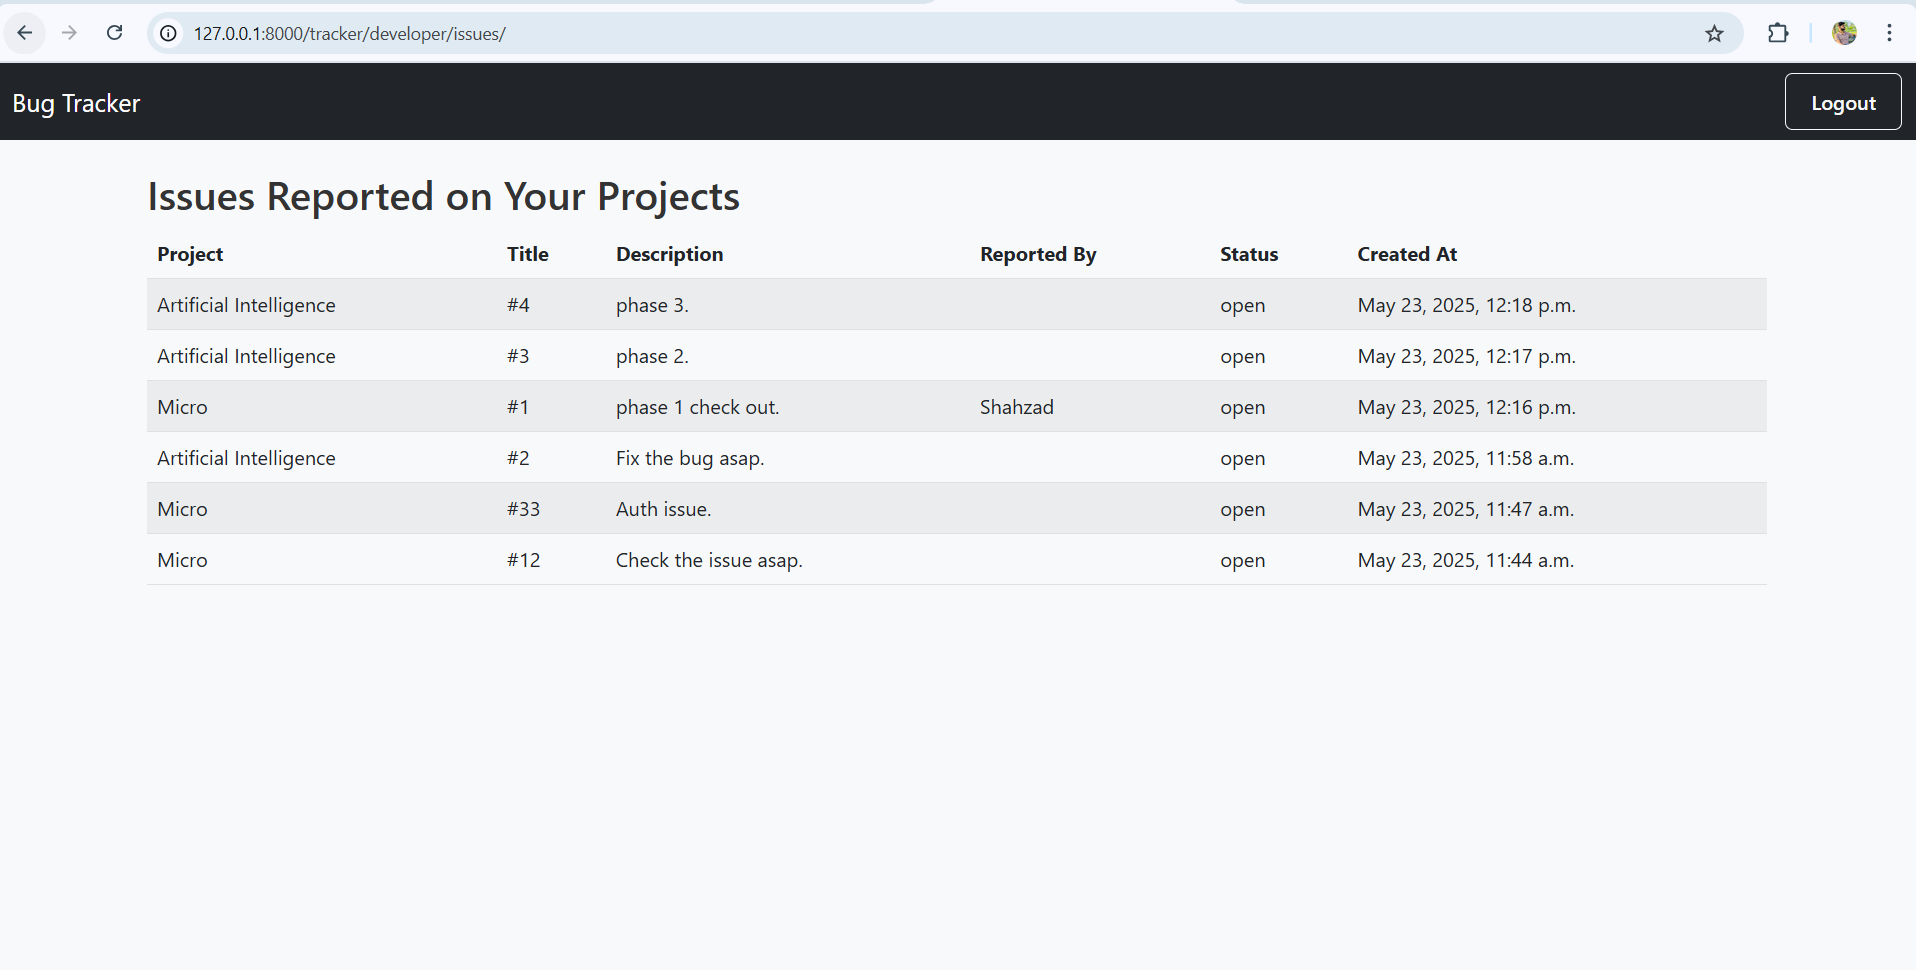 127.0.0.1:8000/tracker/developer/issues/
Bug Tracker Logout
Issues Reported on Your Projects
Project Title Description Reported By Status Created At
Artificial Intelligence #4 phase 3. open May 23, 2025, 12:18 p.m.
Artificial Intelligence #3 phase 2. open May 23, 2025, 12:17 p.m.
Micro #1 phase 1 check out. Shahzad open May 23, 2025, 12:16 p.m.
Artificial Intelligence #2 Fix the bug asap. open May 23, 2025, 11:58 a.m.
Micro #33 Auth issue. open May 23, 2025, 11:47 a.m.
Micro #12 Check the issue asap. open May 23, 2025, 11:44 a.m.